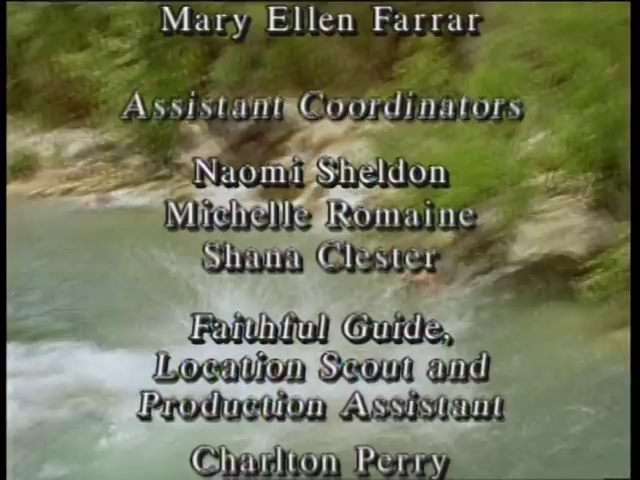 Mary Ellen Farrar
Assistant Coordinators
Naomi Sheldon
Michelle Romaine
Shana Clester
Faithful Guide,
Location Scout and
Production Assistant
Charlton Perry